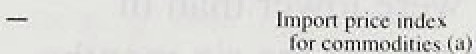 — Import price index
for commodities (a)